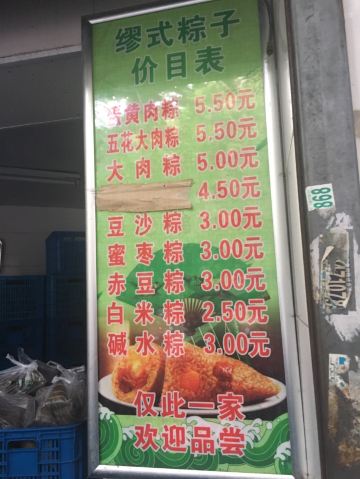 缪式粽子
价目表
蛋黄肉粽 5.50元
五花大肉粽 5.50元
大肉粽 5.00元
4.50元
豆沙粽 3.00元
蜜枣粽 3.00元
赤豆粽 3.00元
白米粽 2.50元
碱水粽 3.00元
仅此一家
欢迎品尝
868